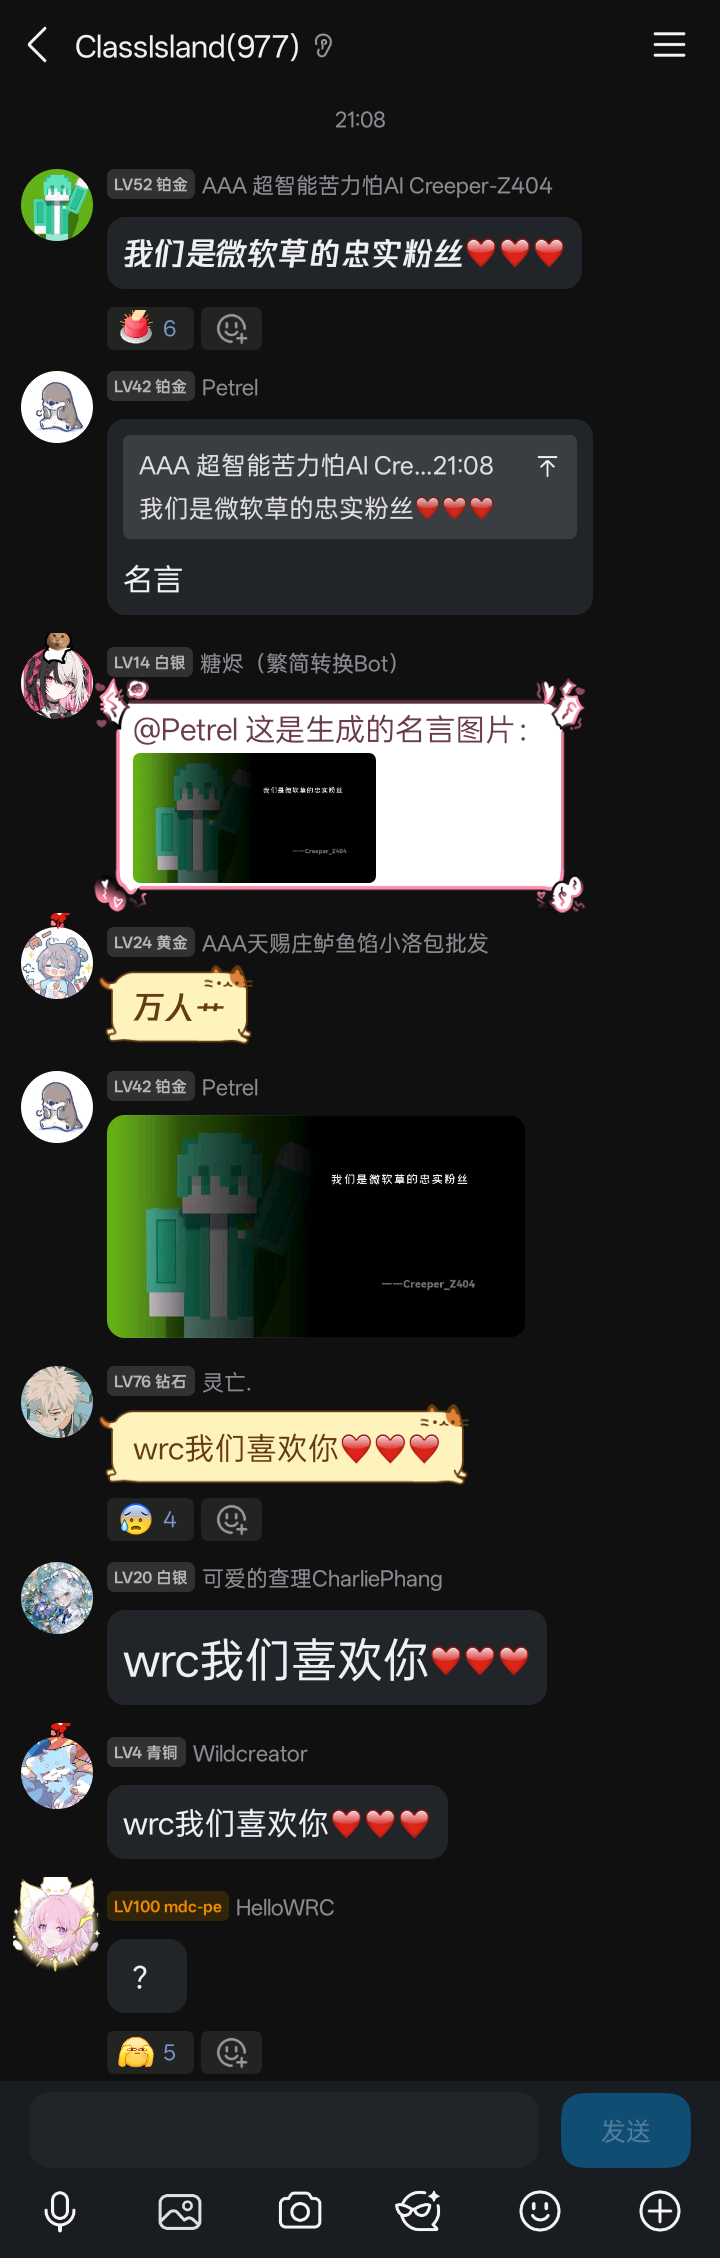 ClassIsland(977)
21:08
LV52 铂金 AAA 超智能苦力怕AI Creeper-Z404
我们是微软草的忠实粉丝❤️❤️❤️
6
LV42 铂金 Petrel
AAA 超智能苦力怕AI Cre...21:08
我们是微软草的忠实粉丝❤️❤️❤️
名言
LV14 白银 糖烬（繁简转换Bot）
@Petrel 这是生成的名言图片：
我们是微软草的忠实粉丝
——Creeper_Z404
LV24 黄金 AAA天赐庄鲈鱼馅小洛包批发
万人艹
LV42 铂金 Petrel
我们是微软草的忠实粉丝
——Creeper_Z404
LV76 钻石 灵亡.
wrc我们喜欢你❤️❤️❤️
4
LV20 白银 可爱的查理CharliePhang
wrc我们喜欢你❤️❤️❤️
LV4 青铜 Wildcreator
wrc我们喜欢你❤️❤️❤️
LV100 mdc-pe HelloWRC
？
5
发送